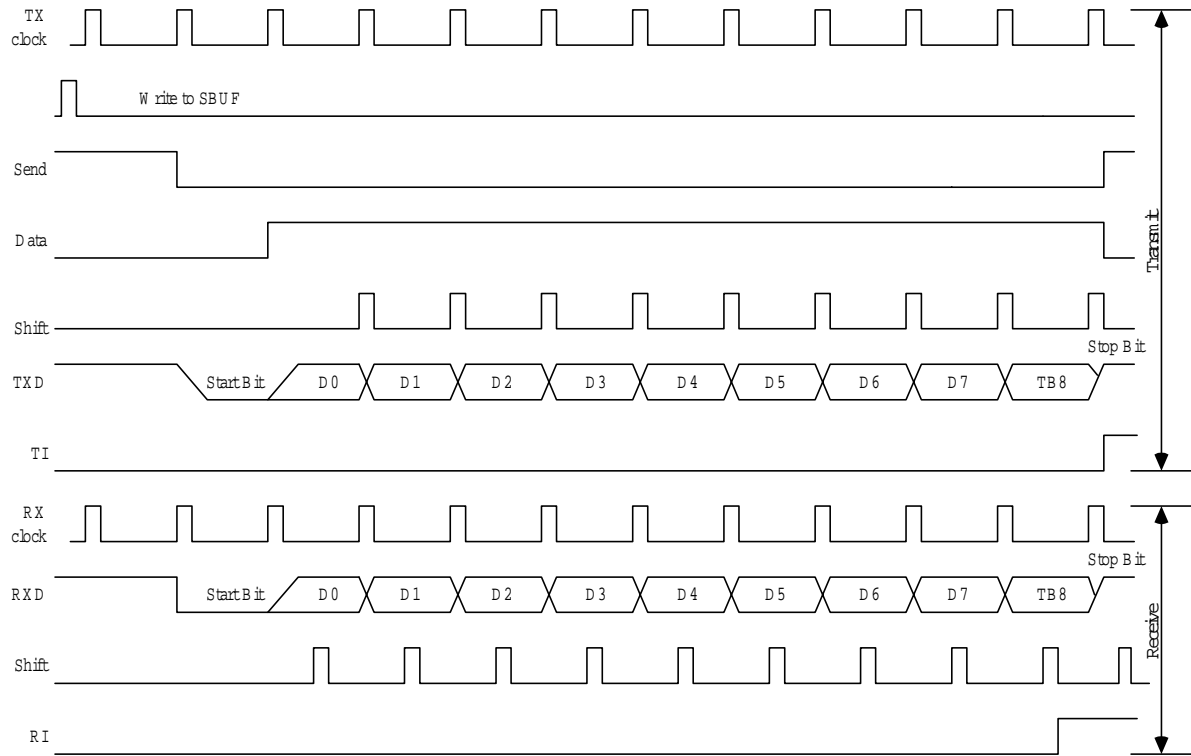 TX
clock
Write to SBUF
Send
Data
Shift
Stop Bit
TXD Start Bit D0 D1 D2 D3 D4 D5 D6 D7 TB8
TI
Transmit
RX
clock
Stop Bit
RXD Start Bit D0 D1 D2 D3 D4 D5 D6 D7 TB8
Shift
RI
Receive